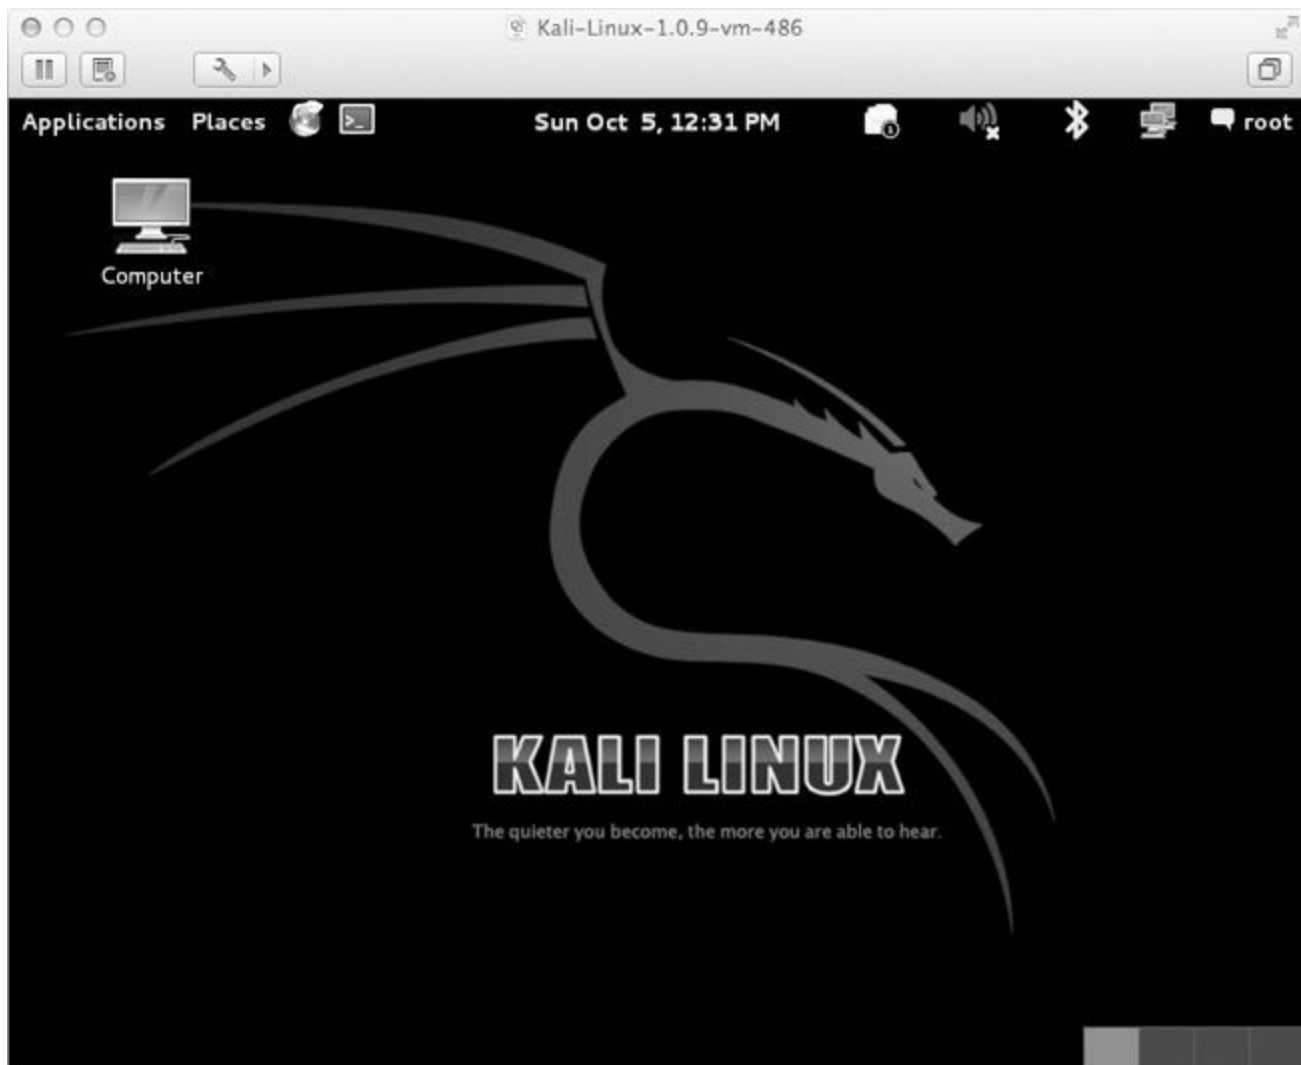 Kali-Linux-1.0.9-vm-486
Applications Places Sun Oct 5, 12:31 PM root
Computer
KALI LINUX
The quieter you become, the more you are able to hear.